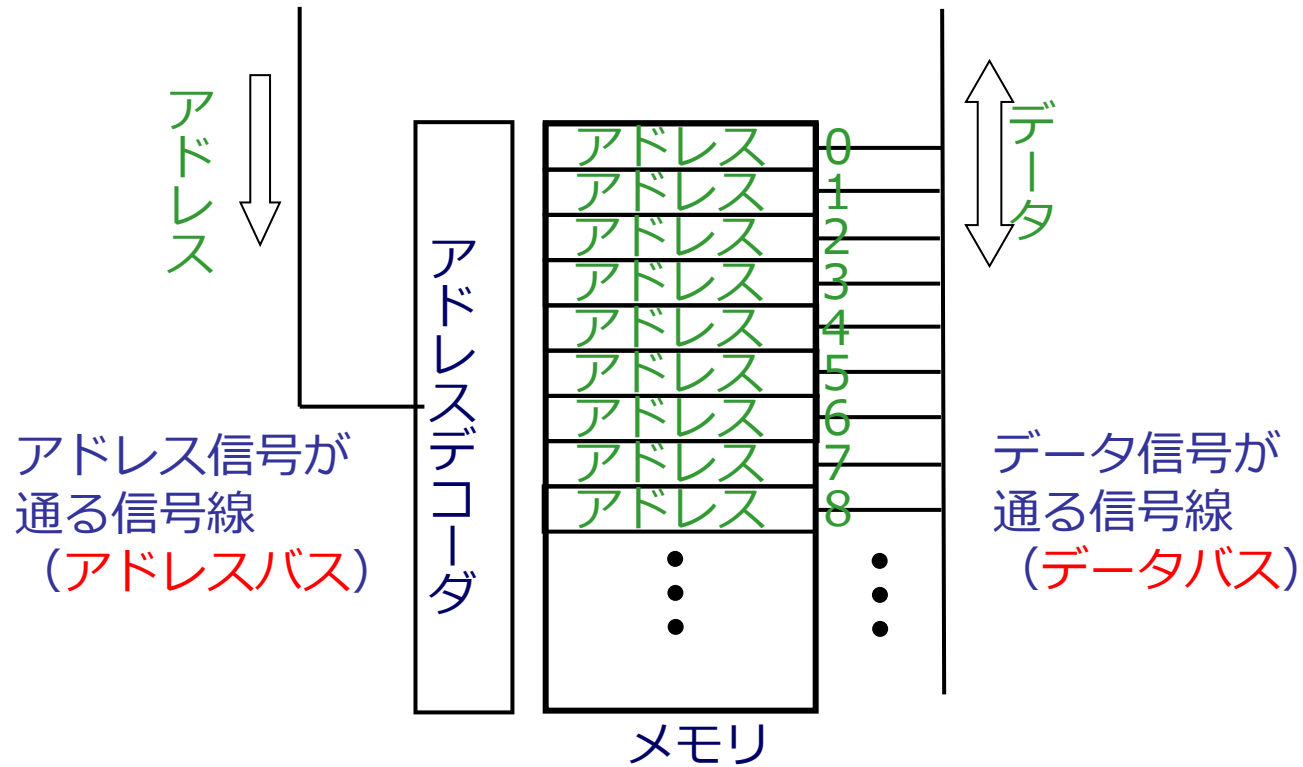 アドレス
データ
アドレスデコーダ
アドレス 0
アドレス 1
アドレス 2
アドレス 3
アドレス 4
アドレス 5
アドレス 6
アドレス 7
アドレス 8
アドレス信号が
通る信号線
(アドレスバス)
データ信号が
通る信号線
(データバス)
メモリ